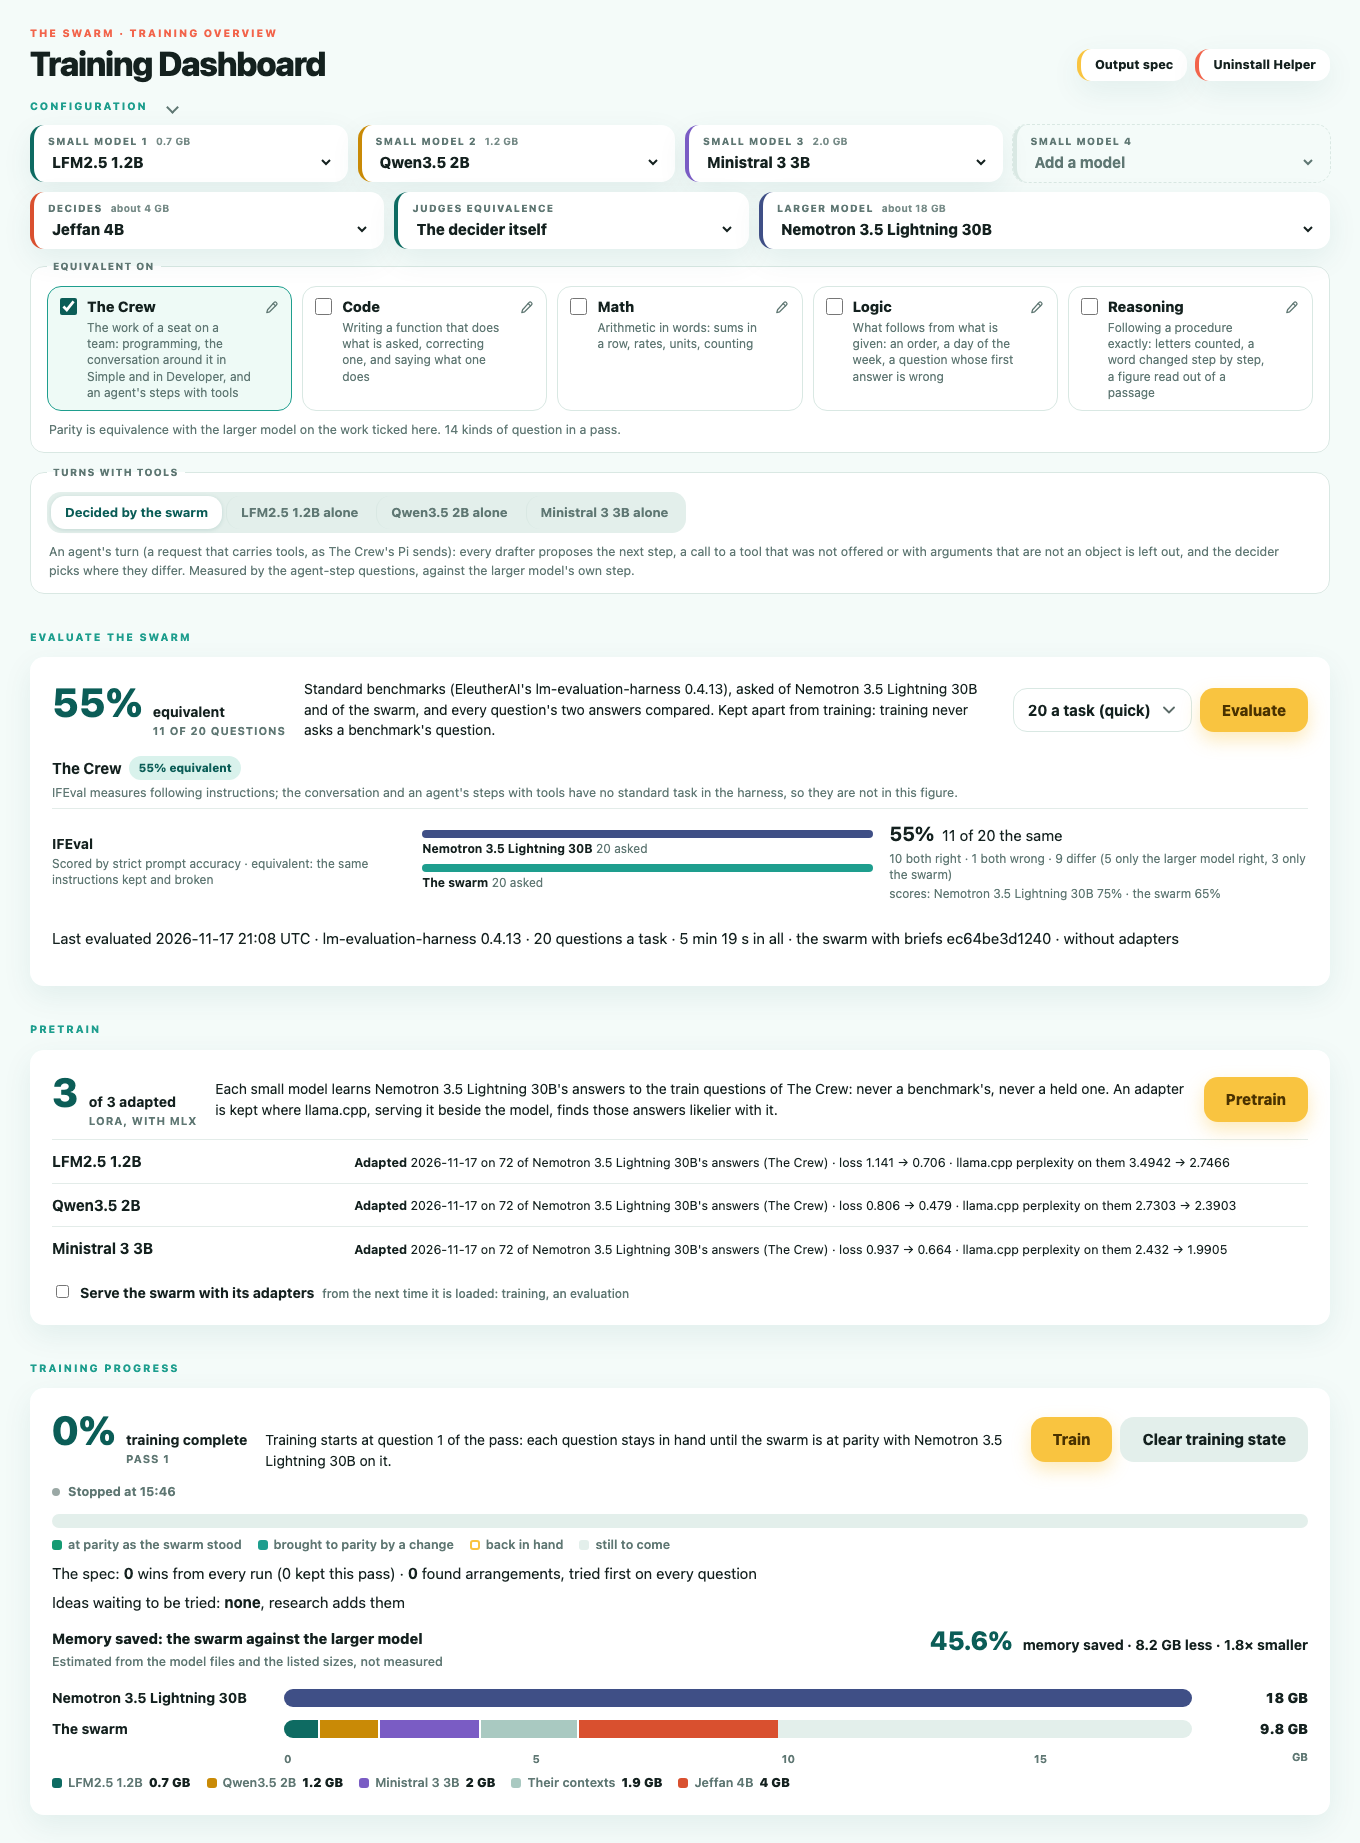 THE SWARM · TRAINING OVERVIEW
Training Dashboard
Output spec
Uninstall Helper
CONFIGURATION
SMALL MODEL 1 0.7 GB
LFM2.5 1.2B
SMALL MODEL 2 1.2 GB
Qwen3.5 2B
SMALL MODEL 3 2.0 GB
Ministral 3 3B
SMALL MODEL 4
Add a model
DECIDES about 4 GB
Jeffan 4B
JUDGES EQUIVALENCE
The decider itself
LARGER MODEL about 18 GB
Nemotron 3.5 Lightning 30B
EQUIVALENT ON
The Crew
The work of a seat on a
team: programming, the
conversation around it in
Simple and in Developer, and
an agent's steps with tools
Code
Writing a function that does
what is asked, correcting
one, and saying what one
does
Math
Arithmetic in words: sums in
a row, rates, units, counting
Logic
What follows from what is
given: an order, a day of the
week, a question whose first
answer is wrong
Reasoning
Following a procedure
exactly: letters counted, a
word changed step by step,
a figure read out of a
passage
Parity is equivalence with the larger model on the work ticked here. 14 kinds of question in a pass.
TURNS WITH TOOLS
Decided by the swarm
LFM2.5 1.2B alone
Qwen3.5 2B alone
Ministral 3 3B alone
An agent's turn (a request that carries tools, as The Crew's Pi sends): every drafter proposes the next step, a call to a tool that was not offered or with arguments that are not an object is left out, and the decider
picks where they differ. Measured by the agent-step questions, against the larger model's own step.
EVALUATE THE SWARM
55% equivalent
11 OF 20 QUESTIONS
Standard benchmarks (EleutherAI's lm-evaluation-harness 0.4.13), asked of Nemotron 3.5 Lightning 30B
and of the swarm, and every question's two answers compared. Kept apart from training: training never
asks a benchmark's question.
20 a task (quick)
Evaluate
The Crew 55% equivalent
IFEval measures following instructions; the conversation and an agent's steps with tools have no standard task in the harness, so they are not in this figure.
IFEval
Scored by strict prompt accuracy · equivalent: the same
instructions kept and broken
Nemotron 3.5 Lightning 30B 20 asked
The swarm 20 asked
55% 11 of 20 the same
10 both right · 1 both wrong · 9 differ (5 only the larger model right, 3 only
the swarm)
scores: Nemotron 3.5 Lightning 30B 75% · the swarm 65%
Last evaluated 2026-11-17 21:08 UTC · lm-evaluation-harness 0.4.13 · 20 questions a task · 5 min 19 s in all · the swarm with briefs ec64be3d1240 · without adapters
PRETRAIN
3 of 3 adapted
LORA, WITH MLX
Each small model learns Nemotron 3.5 Lightning 30B's answers to the train questions of The Crew: never a benchmark's, never a held one. An adapter
is kept where llama.cpp, serving it beside the model, finds those answers likelier with it.
Pretrain
LFM2.5 1.2B
Adapted 2026-11-17 on 72 of Nemotron 3.5 Lightning 30B's answers (The Crew) · loss 1.141 → 0.706 · llama.cpp perplexity on them 3.4942 → 2.7466
Qwen3.5 2B
Adapted 2026-11-17 on 72 of Nemotron 3.5 Lightning 30B's answers (The Crew) · loss 0.806 → 0.479 · llama.cpp perplexity on them 2.7303 → 2.3903
Ministral 3 3B
Adapted 2026-11-17 on 72 of Nemotron 3.5 Lightning 30B's answers (The Crew) · loss 0.937 → 0.664 · llama.cpp perplexity on them 2.432 → 1.9905
Serve the swarm with its adapters from the next time it is loaded: training, an evaluation
TRAINING PROGRESS
0% training complete
PASS 1
Training starts at question 1 of the pass: each question stays in hand until the swarm is at parity with Nemotron 3.5
Lightning 30B on it.
Train
Clear training state
Stopped at 15:46
at parity as the swarm stood
brought to parity by a change
back in hand
still to come
The spec: 0 wins from every run (0 kept this pass) · 0 found arrangements, tried first on every question
Ideas waiting to be tried: none, research adds them
Memory saved: the swarm against the larger model
Estimated from the model files and the listed sizes, not measured
45.6% memory saved · 8.2 GB less · 1.8× smaller
Nemotron 3.5 Lightning 30B
18 GB
The swarm
9.8 GB
0 5 10 15 GB
LFM2.5 1.2B 0.7 GB
Qwen3.5 2B 1.2 GB
Ministral 3 3B 2 GB
Their contexts 1.9 GB
Jeffan 4B 4 GB